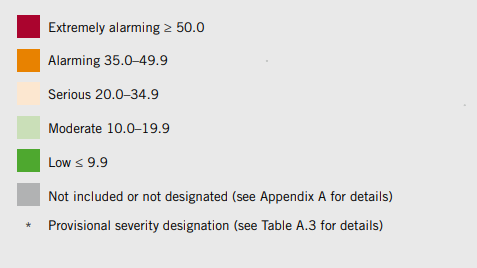 Extremely alarming ≥ 50.0
Alarming 35.0–49.9
Serious 20.0–34.9
Moderate 10.0–19.9
Low ≤ 9.9
Not included or not designated (see Appendix A for details)
* Provisional severity designation (see Table A.3 for details)